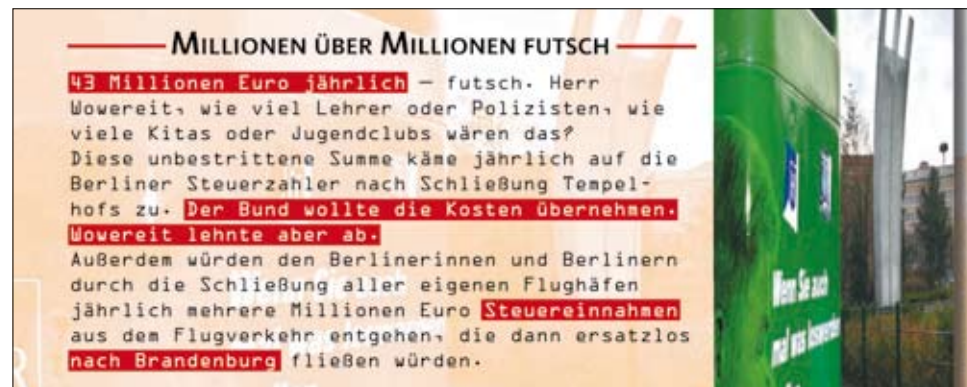 MILLIONEN ÜBER MILLIONEN FUTSCH
43 Millionen Euro jährlich – futsch. Herr
Wowereit, wie viel Lehrer oder Polizisten, wie
viele Kitas oder Jugendclubs wären das?
Diese unbestrittene Summe käme jährlich auf die
Berliner Steuerzahler nach Schließung Tempel-
hofs zu. Der Bund wollte die Kosten übernehmen.
Wowereit lehnte aber ab.
Außerdem würden den Berlinerinnen und Berlinern
durch die Schließung aller eigenen Flughäfen
jährlich mehrere Millionen Euro Steuereinnahmen
aus dem Flugverkehr entgehen, die dann ersatzlos
nach Brandenburg fließen würden.
Wenn Sie auch
mal was loswerden